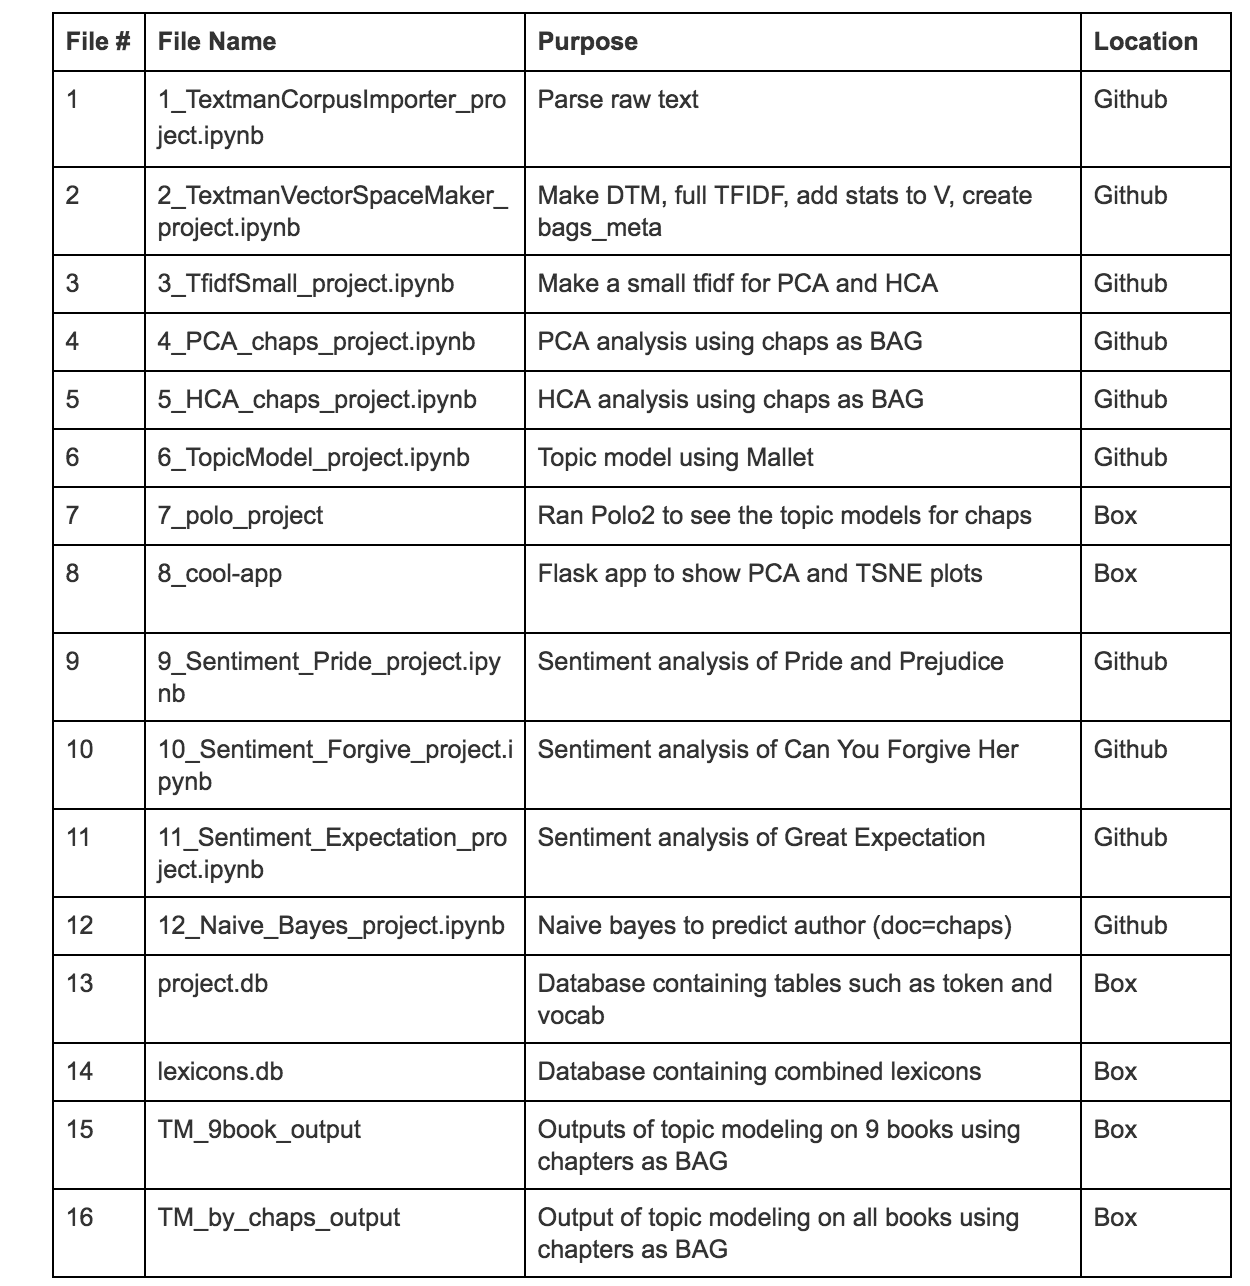 File # File Name Purpose Location
1 1_TextmanCorpusImporter_pro Parse raw text Github
ject.ipynb
2 2_TextmanVectorSpaceMaker_ Make DTM, full TFIDF, add stats to V, create Github
project.ipynb bags_meta
3 3_TfidfSmall_project.ipynb Make a small tfidf for PCA and HCA Github
4 4_PCA_chaps_project.ipynb PCA analysis using chaps as BAG Github
5 5_HCA_chaps_project.ipynb HCA analysis using chaps as BAG Github
6 6_TopicModel_project.ipynb Topic model using Mallet Github
7 7_polo_project Ran Polo2 to see the topic models for chaps Box
8 8_cool-app Flask app to show PCA and TSNE plots Box
9 9_Sentiment_Pride_project.ipy Sentiment analysis of Pride and Prejudice Github
nb
10 10_Sentiment_Forgive_project.i Sentiment analysis of Can You Forgive Her Github
pynb
11 11_Sentiment_Expectation_pro Sentiment analysis of Great Expectation Github
ject.ipynb
12 12_Naive_Bayes_project.ipynb Naive bayes to predict author (doc=chaps) Github
13 project.db Database containing tables such as token and Box
vocab
14 lexicons.db Database containing combined lexicons Box
15 TM_9book_output Outputs of topic modeling on 9 books using Box
chapters as BAG
16 TM_by_chaps_output Output of topic modeling on all books using Box
chapters as BAG